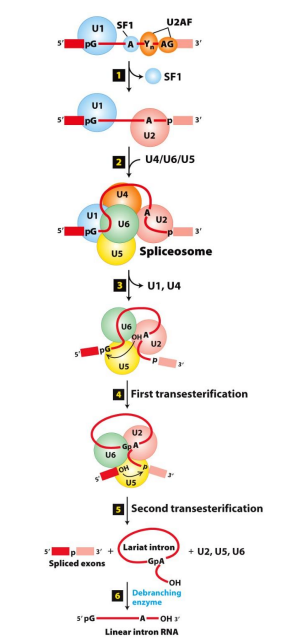 SF1 U2AF
U1
5' pG A Yn AG 3'
1 SF1
U1
5' pG A p 3'
U2
2 U4/U6/U5
U4
U1 U6 A U2
5' pG p 3'
U5
Spliceosome
3 U1, U4
U6
OH A
U2
5' pG
p 3'
U5
4 First transesterification
U2
Gp A
U6
OH p 3'
5' U5
5 Second transesterification
5' p 3' + Lariat intron + U2, U5, U6
Spliced exons GpA
OH
6 Debranching
enzyme
5' pG A OH 3'
Linear intron RNA